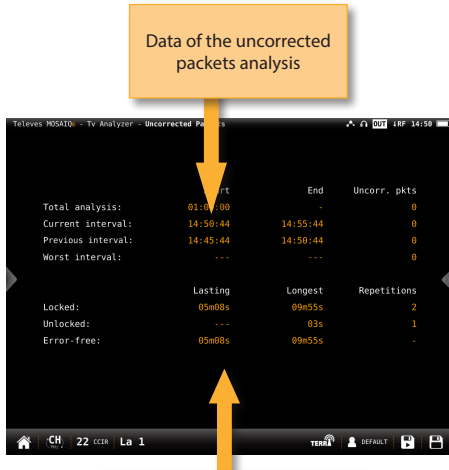 Data of the uncorrected
packets analysis
Televes MOSAIQ6 - Tv Analyzer - Uncorrected Packets OUT ↓RF 14:50
End Uncorr. pkts
Total analysis: - 0
Current interval: 14:50:44 14:55:44 0
Previous interval: 14:45:44 14:50:44 0
Worst interval: --- --- 0
Lasting Longest Repetitions
Locked: 05m08s 09m55s 2
Unlocked: --- 03s 1
Error-free: 05m08s 09m55s -
CH 22 CCIR La 1 TERR DEFAULT